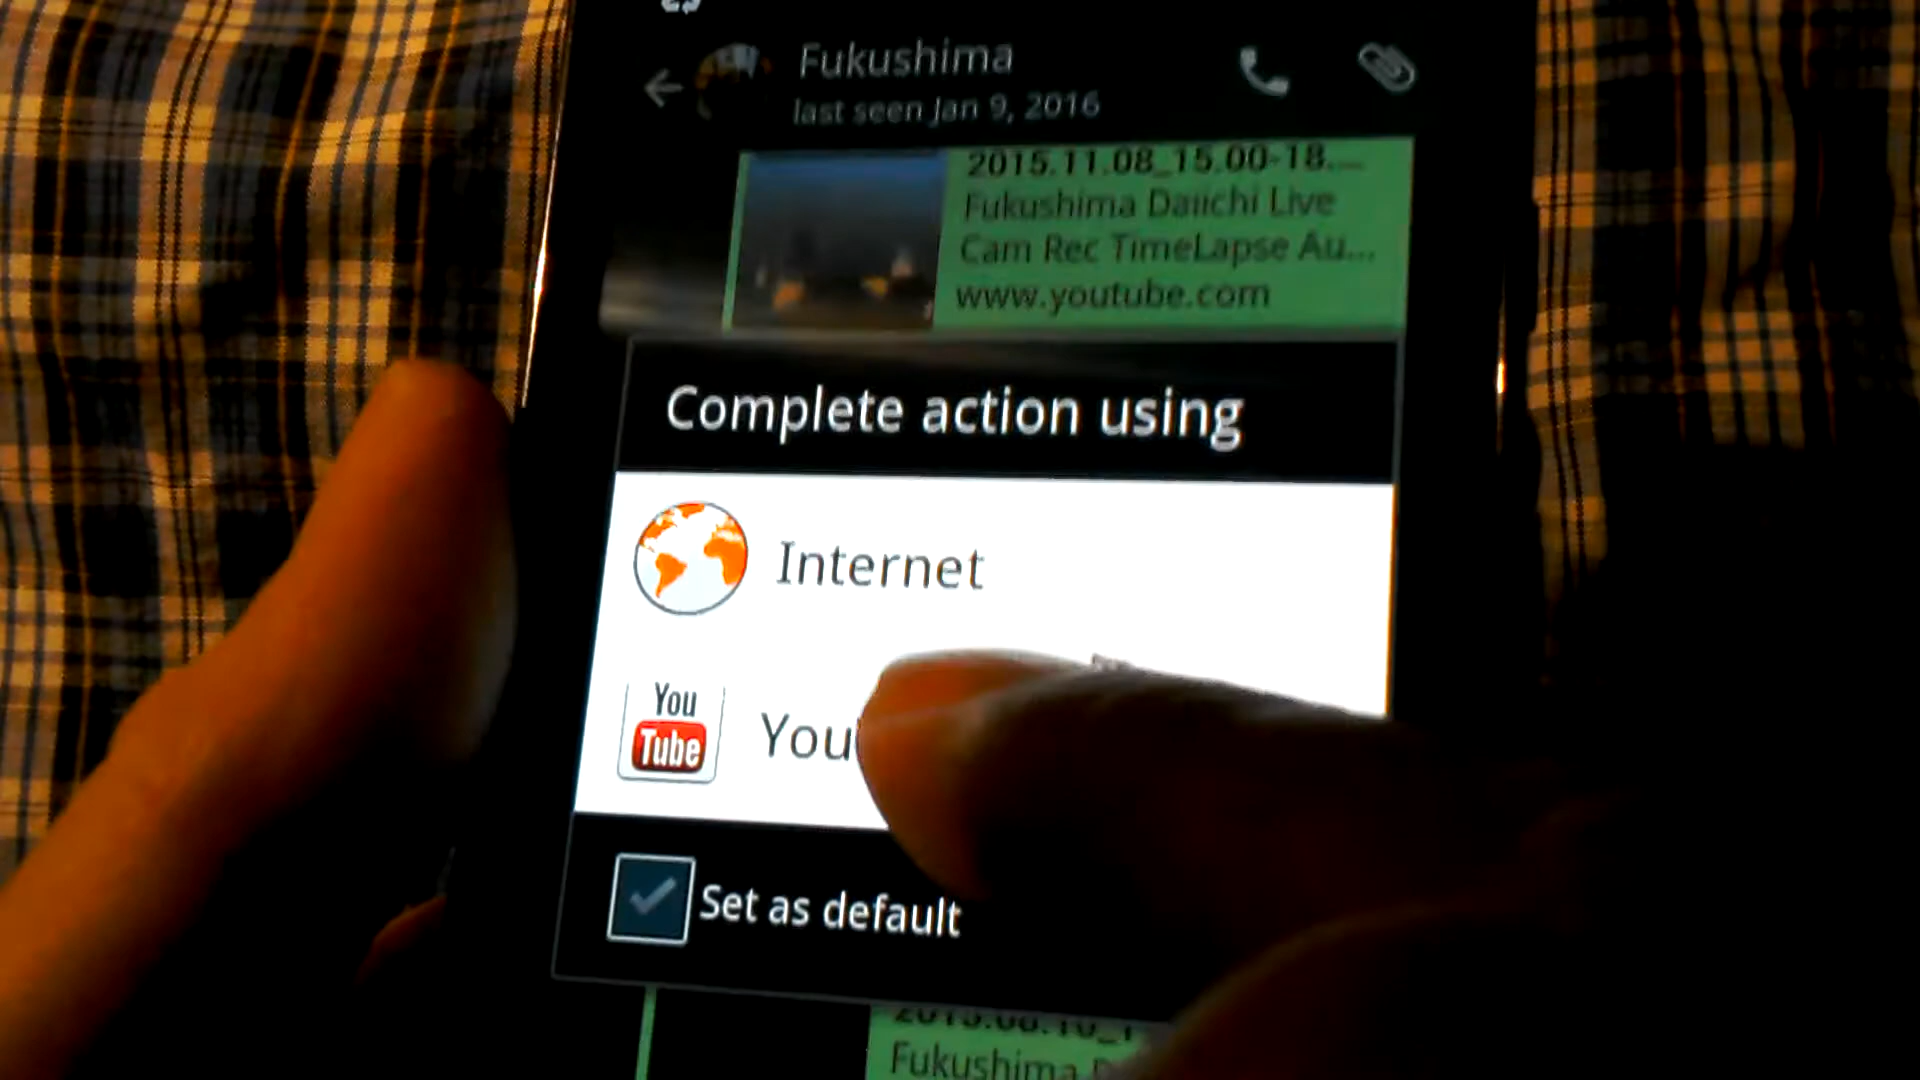 Fukushima
last seen Jan 9, 2016
2015.11.08_15.00-18....
Fukushima Daiichi Live
Cam Rec TimeLapse Au...
www.youtube.com
Complete action using
Internet
You
Tube
You
Set as default
Fukushima